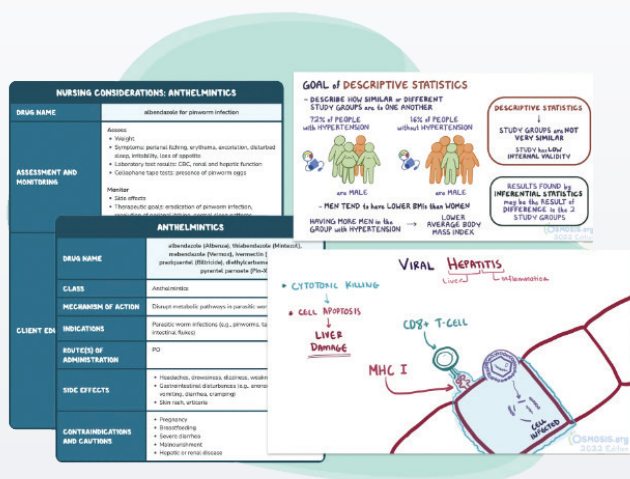 NURSING CONSIDERATIONS: ANTHELMINTICS
DRUG NAME
albendazole for pinworm infection
ASSESSMENT AND
MONITORING
Assess
• Weight
• Symptoms: perianal itching, erythema, excoriation, disturbed
sleep, irritability, loss of appetite
• Laboratory test results: CBC, renal and hepatic function
• Cellophane tape tests: presence of pinworm eggs
Monitor
• Side effects
• Therapeutic goals: eradication of pinworm infection,
CLIENT EDU
ANTHELMINTICS
DRUG NAME
albendazole (Albenza), thiabendazole (Mintezol),
mebendazole (Vermox), ivermectin (
praziquantel (Biltricide), diethylcarbama
pyrantel pamoate (Pin-R
CLASS
Anthelmintics
MECHANISM OF ACTION
Disrupt metabolic pathways in parasitic wor
INDICATIONS
Parasitic worm infections (e.g., pinworms, ta
intestinal flukes)
ROUTE(S) OF
ADMINISTRATION
PO
SIDE EFFECTS
• Headaches, drowsiness, dizziness, weakn
• Gastrointestinal disturbances (e.g., anorex
vomiting, diarrhea, cramping)
• Skin rash, urticaria
CONTRAINDICATIONS
AND CAUTIONS
• Pregnancy
• Breastfeeding
• Severe diarrhea
• Malnourishment
• Hepatic or renal disease
GOAL of DESCRIPTIVE STATISTICS
- DESCRIBE HOW SIMILAR or DIFFERENT
STUDY GROUPS are TO ONE ANOTHER
72% OF PEOPLE
with HYPERTENSION
16% OF PEOPLE
without HYPERTENSION
are MALE
are MALE
- MEN TEND to have LOWER BMIs than WOMEN
HAVING MORE MEN in the
GROUP with HYPERTENSION
→
LOWER
AVERAGE BODY
MASS INDEX
DESCRIPTIVE STATISTICS
↓
STUDY GROUPS are NOT
VERY SIMILAR
STUDY has LOW
INTERNAL VALIDITY
RESULTS FOUND by
INFERENTIAL STATISTICS
may be the RESULT of
DIFFERENCE in the 2
STUDY GROUPS
OSMOSIS.org
2022 Editor
VIRAL HEPATITIS
Liver
Inflammation
• CYTOTOXIC KILLING
• CELL APOPTOSIS
LIVER
DAMAGE
CD8+ T-CELL
MHC I
CELL
INFECTED
OSMOSIS.org
2022 Editor